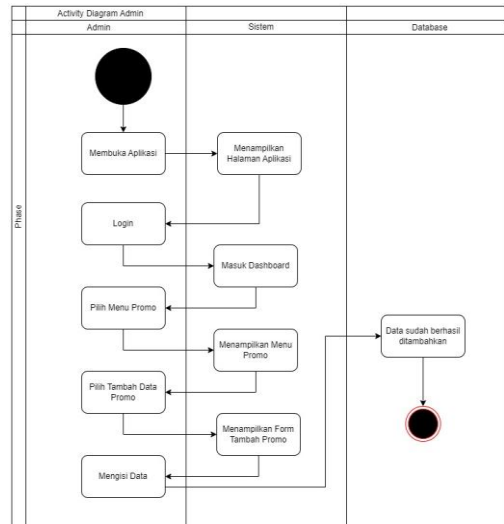 Activity Diagram Admin
Admin
Sistem
Database
Phase
Membuka Aplikasi
Menampilkan
Halaman Aplikasi
Login
Masuk Dashboard
Pilih Menu Promo
Menampilkan Menu
Promo
Data sudah berhasil
ditambahkan
Pilih Tambah Data
Promo
Menampilkan Form
Tambah Promo
Mengisi Data